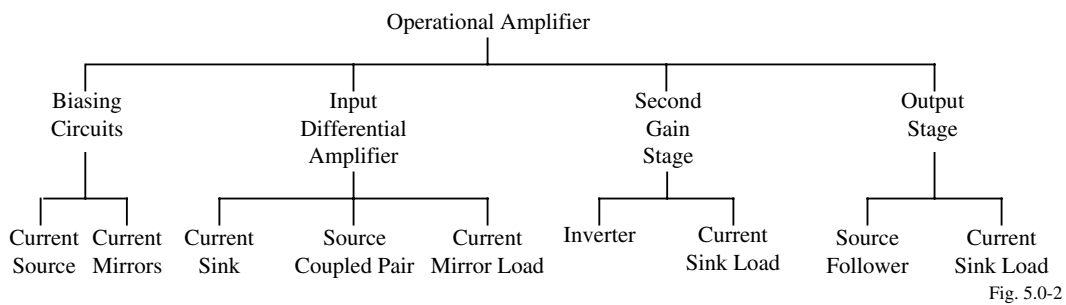 Operational Amplifier
Biasing
Circuits
Input
Differential
Amplifier
Second
Gain
Stage
Output
Stage
Current
Source
Current
Mirrors
Current
Sink
Source
Coupled Pair
Current
Mirror Load
Inverter
Current
Sink Load
Source
Follower
Current
Sink Load
Fig. 5.0-2